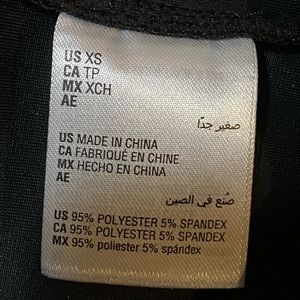 US XS
CA TP
MX XCH
AE
صغير جدًا
US MADE IN CHINA
CA FABRIQUÉ EN CHINE
MX HECHO EN CHINA
AE
صُنع في الصين
US 95% POLYESTER 5% SPANDEX
CA 95% POLYESTER 5% SPANDEX
MX 95% poliester 5% spándex